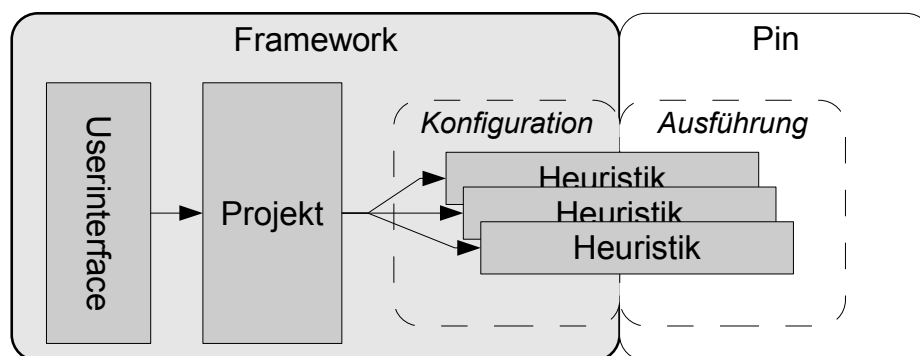 Framework
Pin
Konfiguration
Ausführung
Userinterface
Projekt
Heuristik
Heuristik
Heuristik